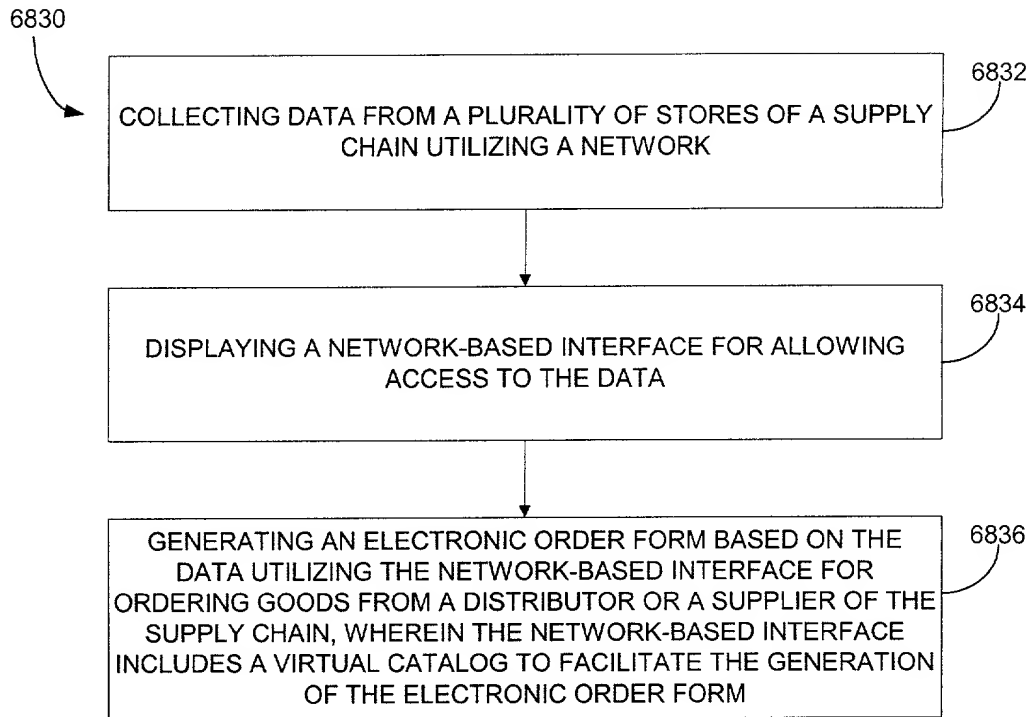 6830
6832
COLLECTING DATA FROM A PLURALITY OF STORES OF A SUPPLY
CHAIN UTILIZING A NETWORK
6834
DISPLAYING A NETWORK-BASED INTERFACE FOR ALLOWING
ACCESS TO THE DATA
6836
GENERATING AN ELECTRONIC ORDER FORM BASED ON THE
DATA UTILIZING THE NETWORK-BASED INTERFACE FOR
ORDERING GOODS FROM A DISTRIBUTOR OR A SUPPLIER OF THE
SUPPLY CHAIN, WHEREIN THE NETWORK-BASED INTERFACE
INCLUDES A VIRTUAL CATALOG TO FACILITATE THE GENERATION
OF THE ELECTRONIC ORDER FORM